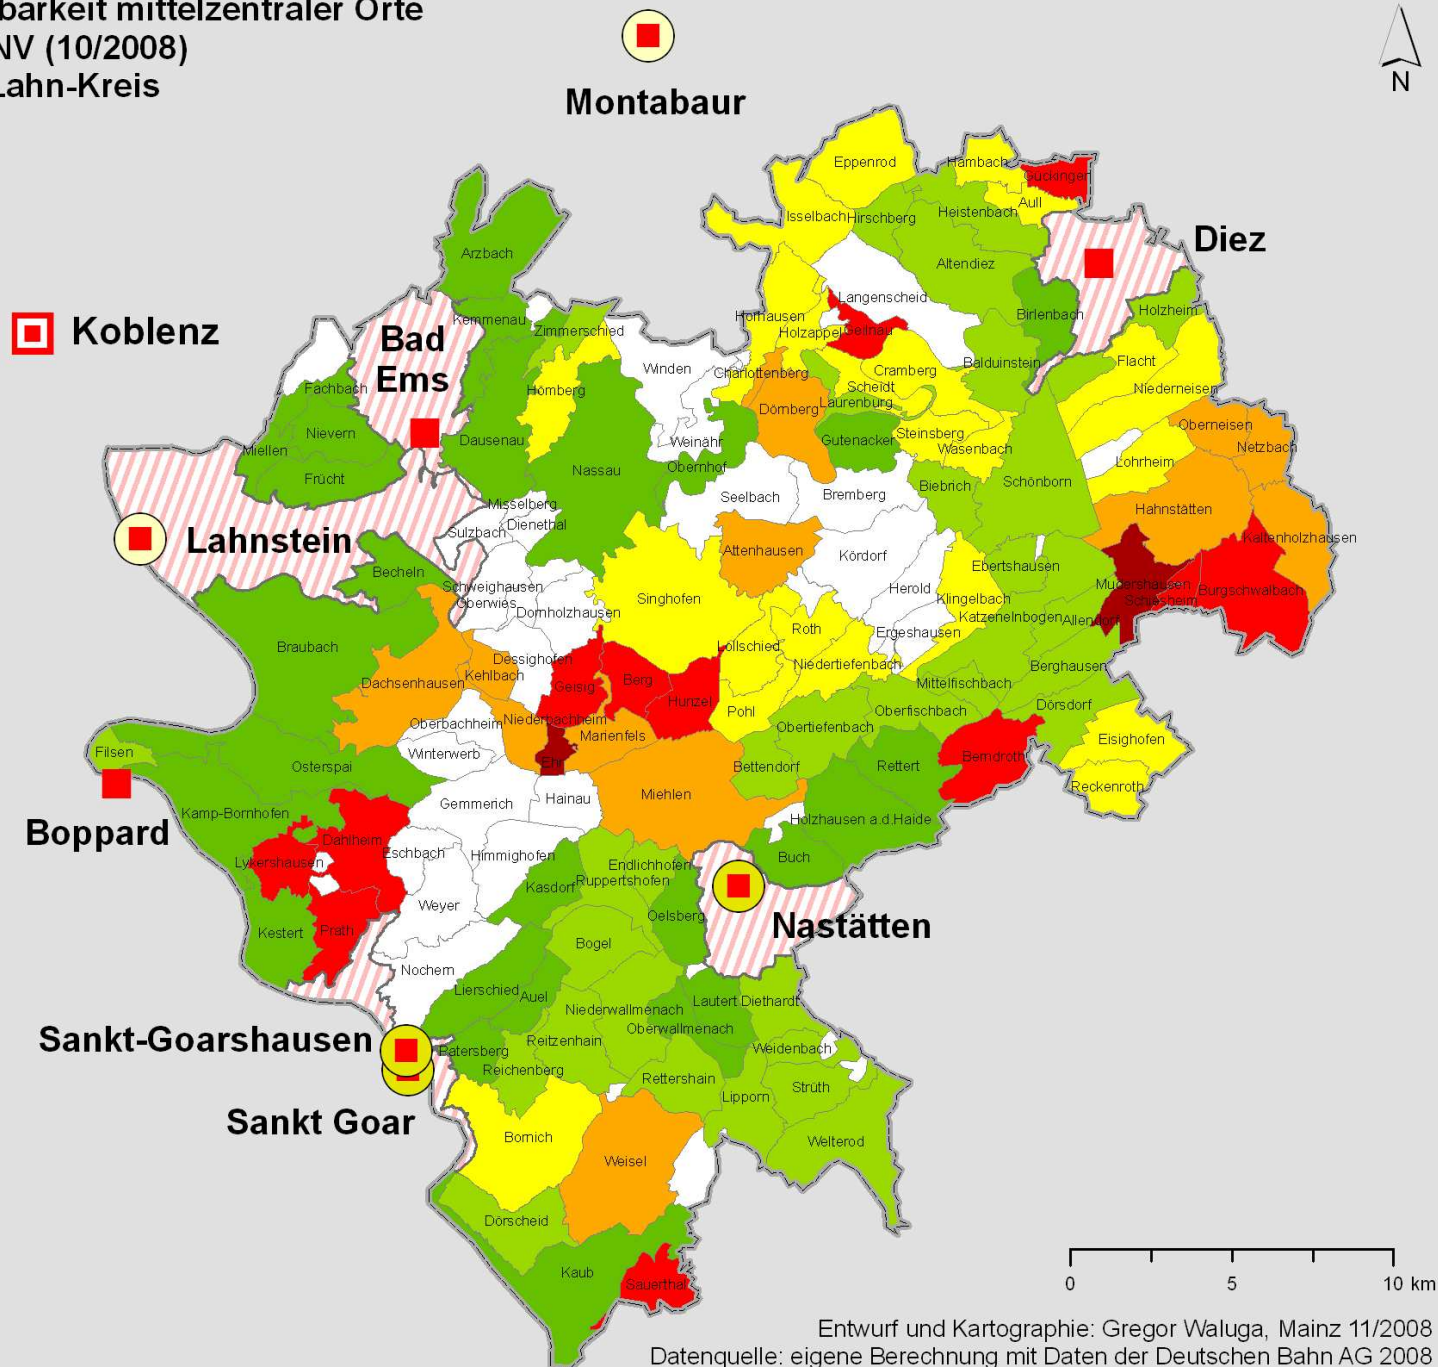 barkeit mittelzentraler Orte
NV (10/2008)
Lahn-Kreis
Montabaur
N
Eppenrod
Hambach
Gückingen
Aull
Isselbach
Hirschberg
Heistenbach
Diez
Arzbach
Altendiez
Langenscheid
Koblenz
Kemmenau
Zimmerschied
Horhausen
Holzappel
Geilnau
Birlenbach
Holzheim
Bad
Ems
Winden
Charlottenberg
Cramberg
Balduinstein
Flacht
Fachbach
Hömberg
Scheidt
Laurenburg
Niederneisen
Dörnberg
Nievern
Dausenau
Weinähr
Gutenacker
Steinsberg
Wasenbach
Oberneisen
Netzbach
Miellen
Frücht
Nassau
Obernhof
Lohrheim
Seelbach
Bremberg
Biebrich
Schönborn
Misselberg
Dienethal
Sulzbach
Hahnstätten
Lahnstein
Attenhausen
Kördorf
Kaltenholzhausen
Becheln
Ebertshausen
Schweighausen
Oberwies
Dornholzhausen
Singhofen
Herold
Klingelbach
Mudershausen
Schiesheim
Burgschwalbach
Katzenelnbogen
Allendorf
Braubach
Roth
Ergeshausen
Lollschied
Dessighofen
Niedertiefenbach
Berghausen
Dachsenhausen
Kehlbach
Geisig
Berg
Hunzel
Mittelfischbach
Dörsdorf
Oberbachheim
Niederbachheim
Marienfels
Pohl
Obertiefenbach
Oberfischbach
Eisighofen
Filsen
Winterwerb
Ehr
Berndroth
Osterspai
Bettendorf
Rettert
Reckenroth
Miehlen
Gemmerich
Hainau
Kamp-Bornhofen
Holzhausen a.d.Haide
Boppard
Dahlheim
Lykershausen
Eschbach
Himmighofen
Endlichhofen
Ruppertshofen
Buch
Kasdorf
Weyer
Oelsberg
Nastätten
Kestert
Prath
Bogel
Nochern
Lierschied
Auel
Niederwallmenach
Lautert
Diethardt
Oberwallmenach
Sankt-Goarshausen
Patersberg
Reitzenhain
Weidenbach
Reichenberg
Rettershain
Strüth
Lipporn
Sankt Goar
Bornich
Weisel
Welterod
Dörscheid
Kaub
Sauerthal
0 5 10 km
Entwurf und Kartographie: Gregor Waluga, Mainz 11/2008
Datenquelle: eigene Berechnung mit Daten der Deutschen Bahn AG 2008